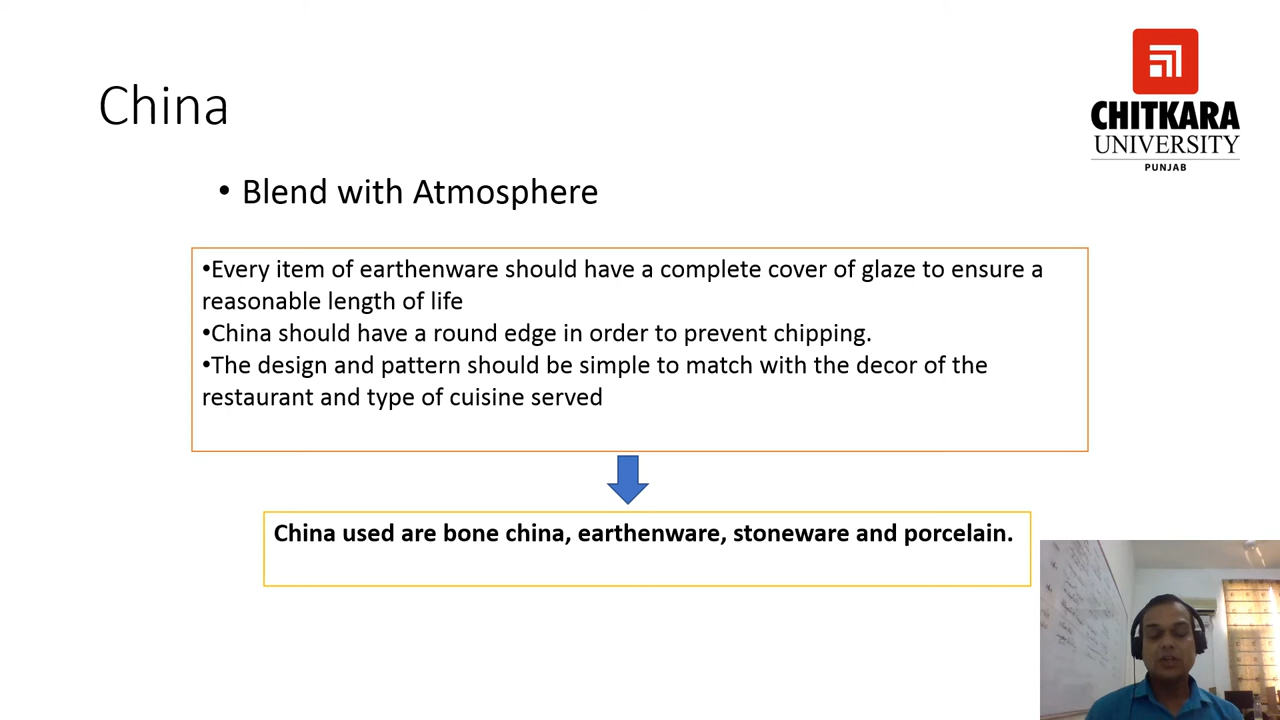 China
CHITKARA
UNIVERSITY
PUNJAB
• Blend with Atmosphere
•Every item of earthenware should have a complete cover of glaze to ensure a
reasonable length of life
•China should have a round edge in order to prevent chipping.
•The design and pattern should be simple to match with the decor of the
restaurant and type of cuisine served
China used are bone china, earthenware, stoneware and porcelain.